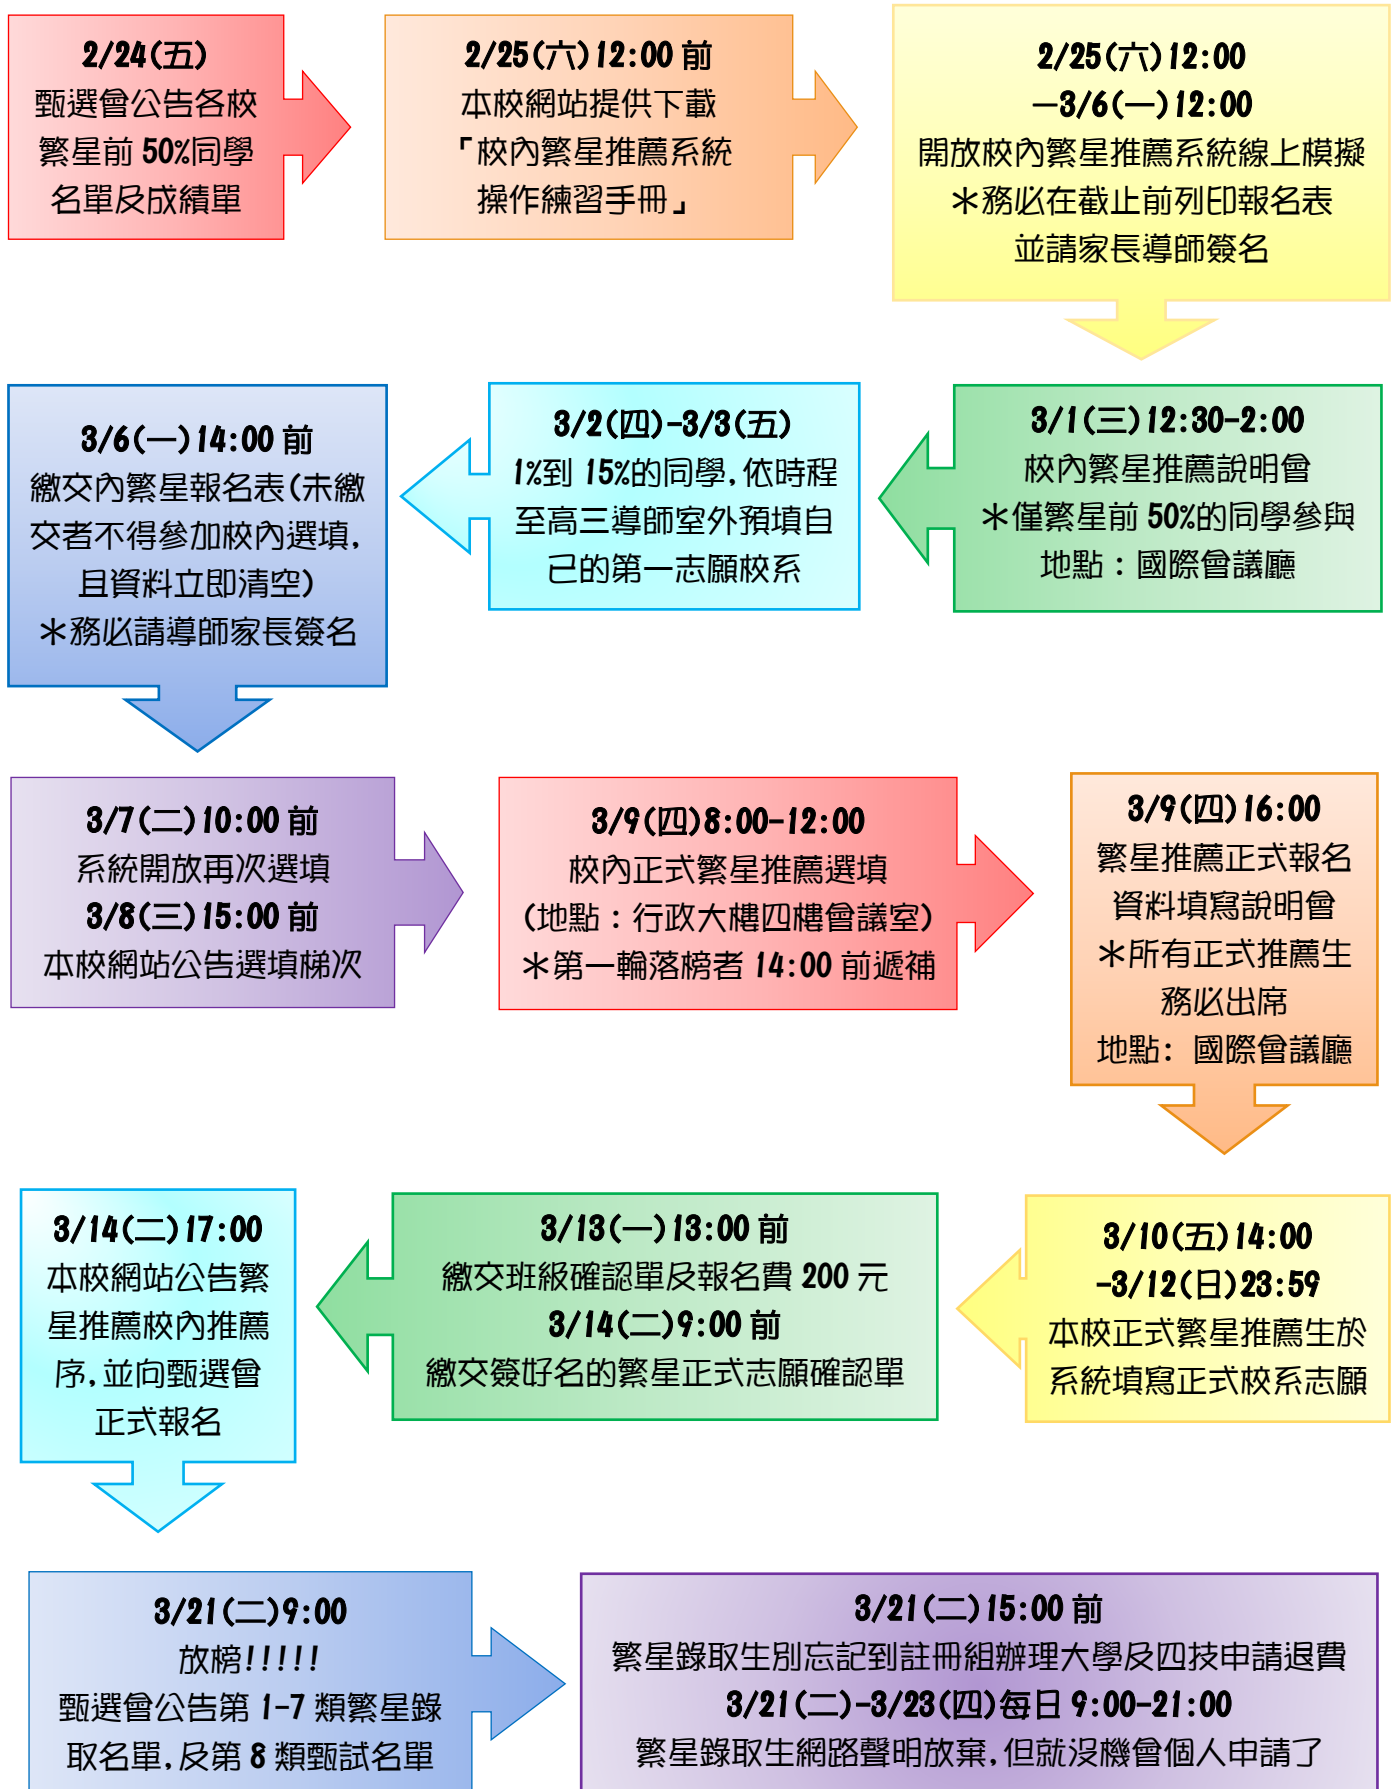 2/24(五)
甄選會公告各校
繁星前 50%同學
名單及成績單
2/25(六)12:00 前
本校網站提供下載
「校內繁星推薦系統
操作練習手冊」
2/25(六)12:00
—3/6(一)12:00
開放校內繁星推薦系統線上模擬
＊務必在截止前列印報名表
並請家長導師簽名
3/1(三)12:30-2:00
校內繁星推薦說明會
＊僅繁星前 50%的同學參與
地點：國際會議廳
3/2(四)-3/3(五)
1%到 15%的同學,依時程
至高三導師室外預填自
己的第一志願校系
3/6(一)14:00 前
繳交內繁星報名表(未繳
交者不得參加校內選填,
且資料立即清空)
＊務必請導師家長簽名
3/7(二)10:00 前
系統開放再次選填
3/8(三)15:00 前
本校網站公告選填梯次
3/9(四)8:00-12:00
校內正式繁星推薦選填
(地點：行政大樓四樓會議室)
＊第一輪落榜者 14:00 前遞補
3/9(四)16:00
繁星推薦正式報名
資料填寫說明會
＊所有正式推薦生
務必出席
地點: 國際會議廳
3/10(五)14:00
-3/12(日)23:59
本校正式繁星推薦生於
系統填寫正式校系志願
3/13(一)13:00 前
繳交班級確認單及報名費 200 元
3/14(二)9:00 前
繳交簽好名的繁星正式志願確認單
3/14(二)17:00
本校網站公告繁
星推薦校內推薦
序,並向甄選會
正式報名
3/21(二)9:00
放榜!!!!!
甄選會公告第 1-7 類繁星錄
取名單,及第 8 類甄試名單
3/21(二)15:00 前
繁星錄取生別忘記到註冊組辦理大學及四技申請退費
3/21(二)-3/23(四)每日 9:00-21:00
繁星錄取生網路聲明放棄,但就沒機會個人申請了